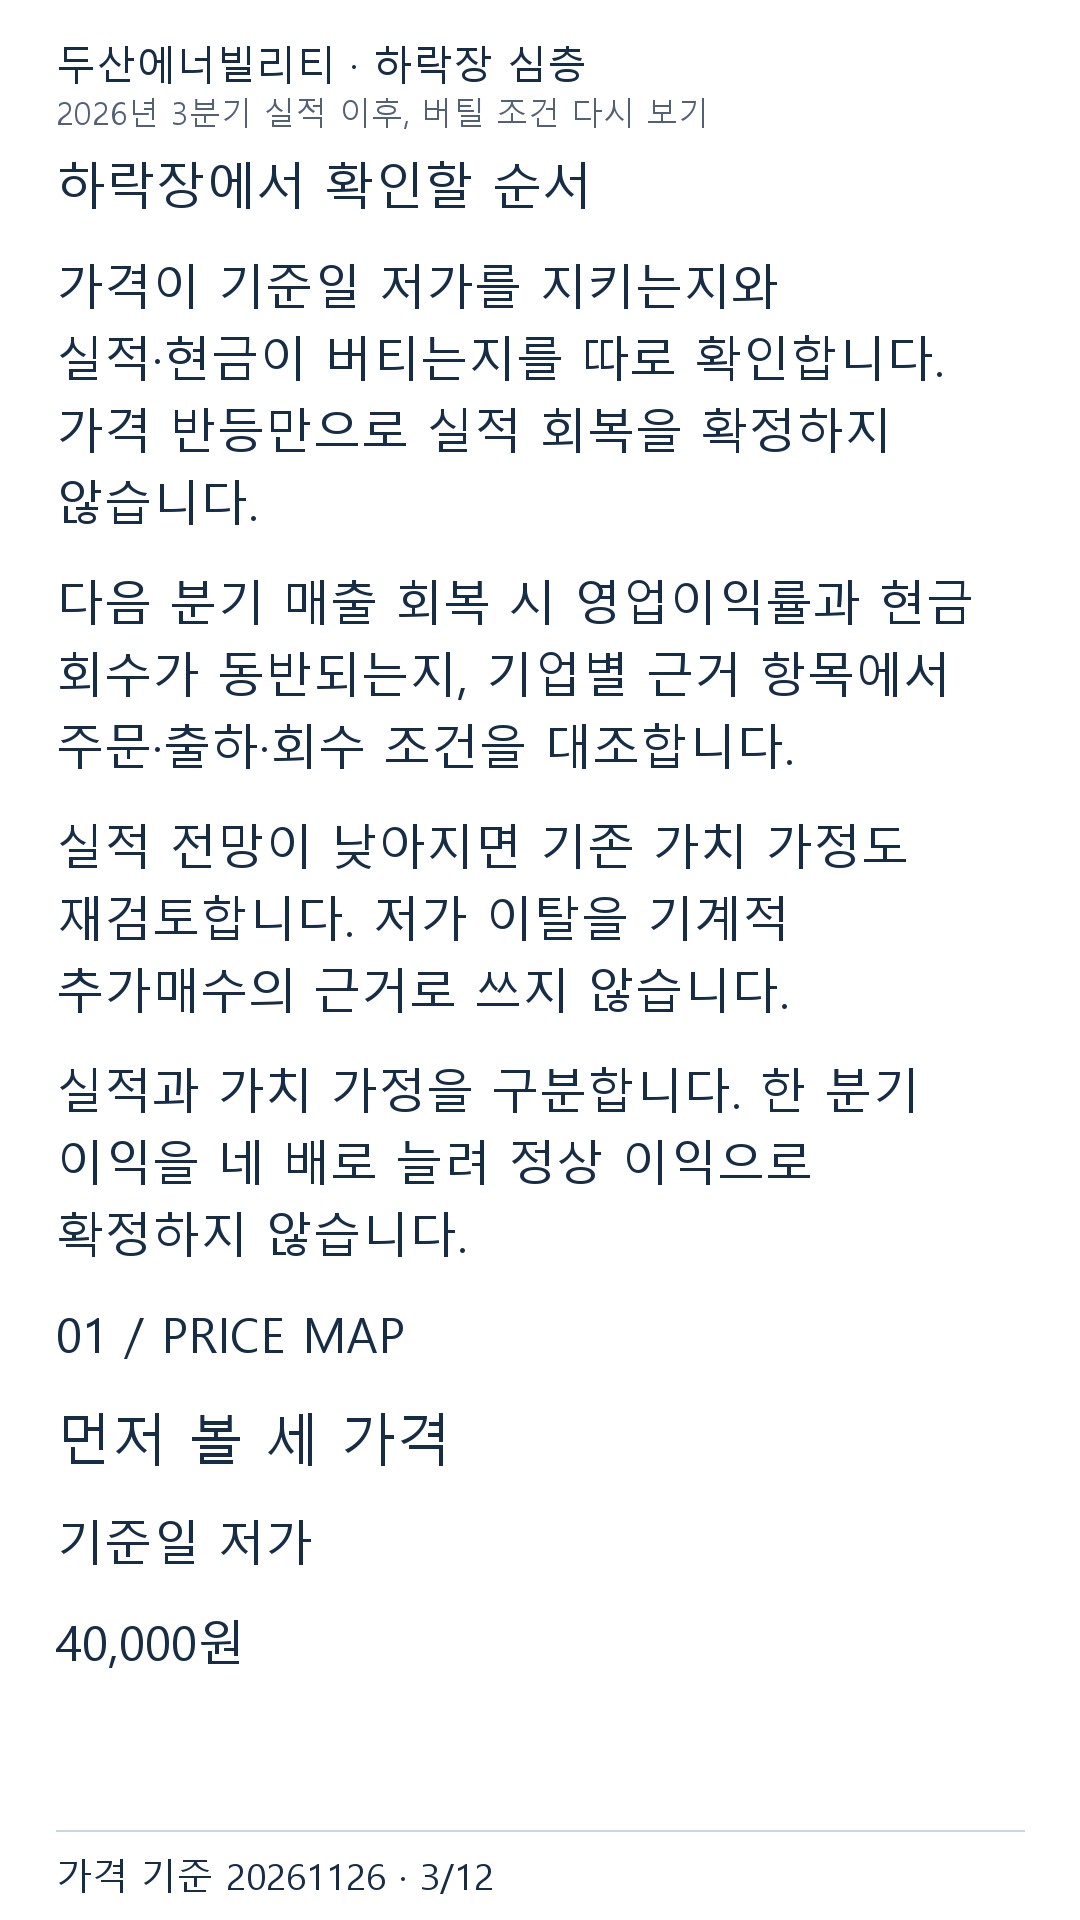 두산에너빌리티 · 하락장 심층
2026년 3분기 실적 이후, 버틸 조건 다시 보기
하락장에서 확인할 순서
가격이 기준일 저가를 지키는지와
실적·현금이 버티는지를 따로 확인합니다.
가격 반등만으로 실적 회복을 확정하지
않습니다.
다음 분기 매출 회복 시 영업이익률과 현금
회수가 동반되는지, 기업별 근거 항목에서
주문·출하·회수 조건을 대조합니다.
실적 전망이 낮아지면 기존 가치 가정도
재검토합니다. 저가 이탈을 기계적
추가매수의 근거로 쓰지 않습니다.
실적과 가치 가정을 구분합니다. 한 분기
이익을 네 배로 늘려 정상 이익으로
확정하지 않습니다.
01 / PRICE MAP
먼저 볼 세 가격
기준일 저가
40,000원
가격 기준 20261126 · 3/12